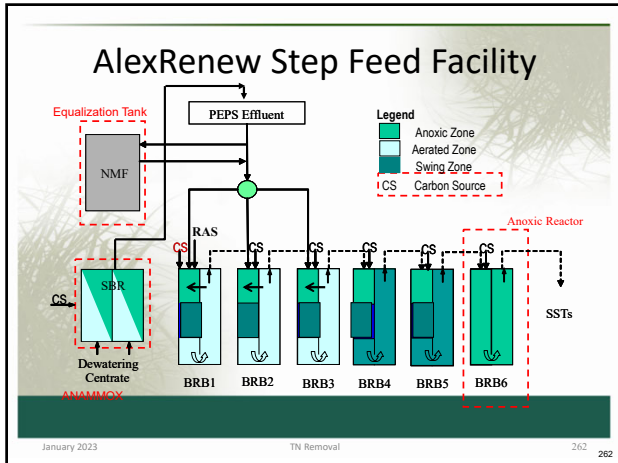 AlexRenew Step Feed Facility
Equalization Tank
PEPS Effluent
Legend
Anoxic Zone
Aerated Zone
Swing Zone
CS Carbon Source
NMF
Anoxic Reactor
RAS
CS
CS
CS
CS
CS
CS
SBR
CS
SSTs
Dewatering
Centrate
ANAMMOX
BRB1
BRB2
BRB3
BRB4
BRB5
BRB6
January 2023
TN Removal
262
262